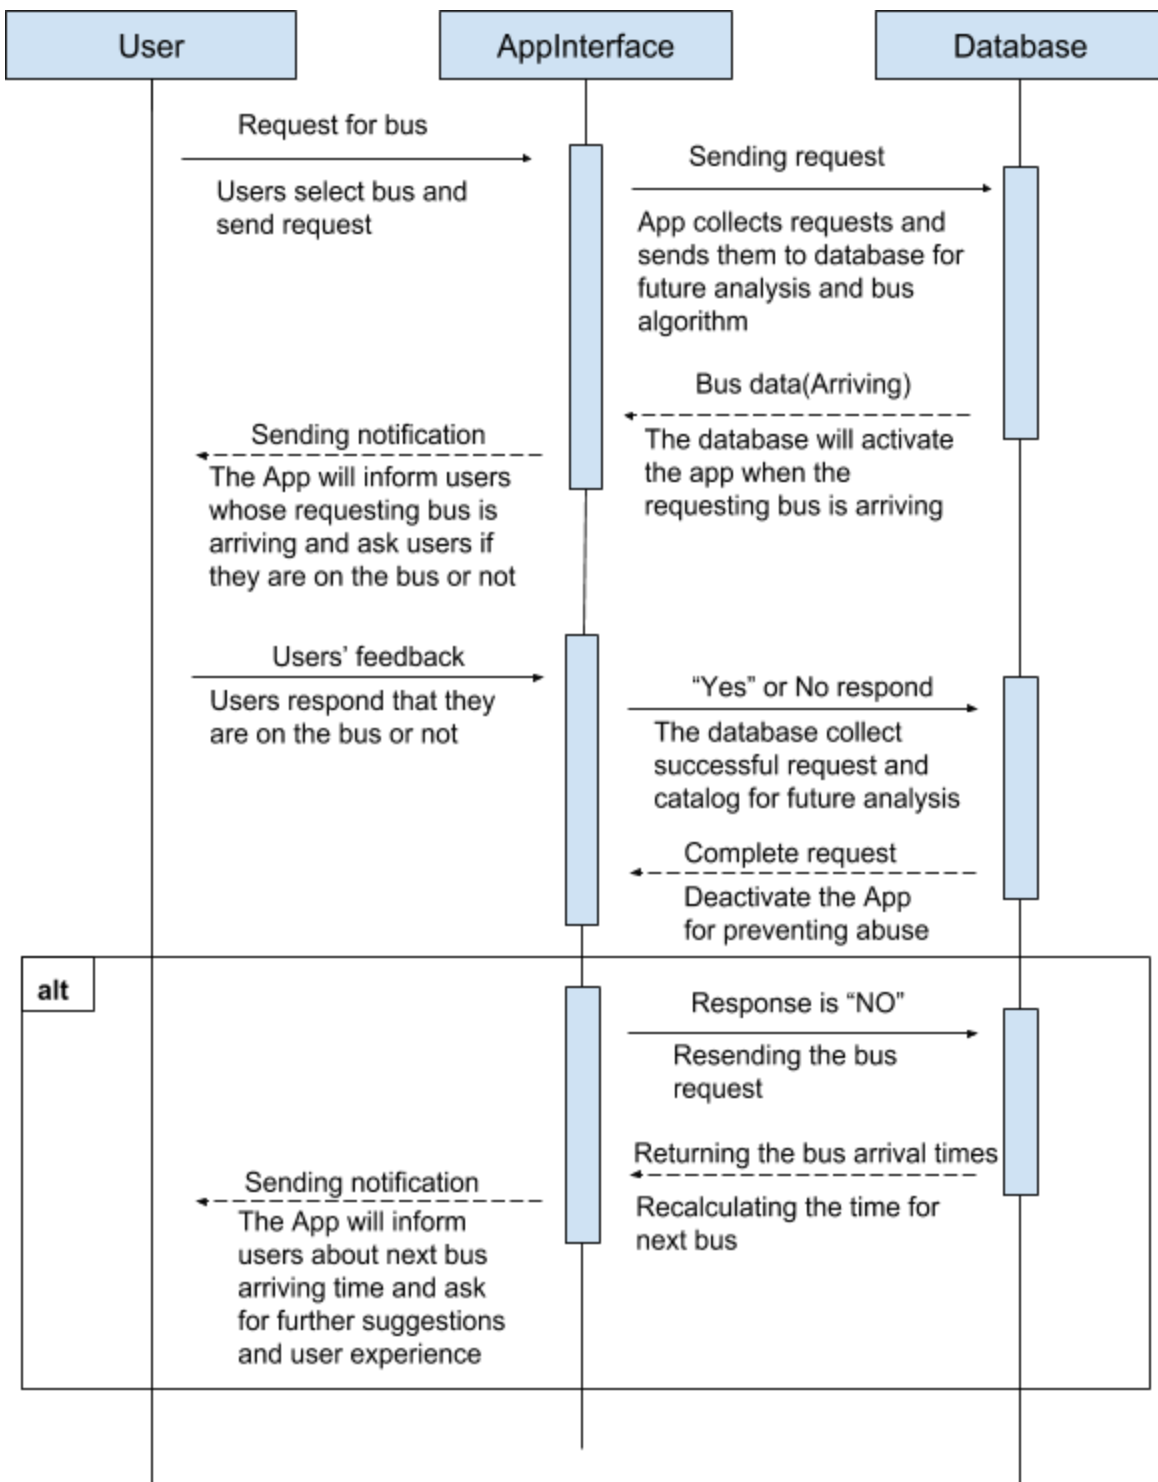 User
AppInterface
Database
Request for bus
Users select bus and
send request
Sending request
App collects requests and
sends them to database for
future analysis and bus
algorithm
Bus data(Arriving)
The database will activate
the app when the
requesting bus is arriving
Sending notification
The App will inform users
whose requesting bus is
arriving and ask users if
they are on the bus or not
Users’ feedback
Users respond that they
are on the bus or not
“Yes” or No respond
The database collect
successful request and
catalog for future analysis
Complete request
Deactivate the App
for preventing abuse
alt
Response is “NO”
Resending the bus
request
Returning the bus arrival times
Recalculating the time for
next bus
Sending notification
The App will inform
users about next bus
arriving time and ask
for further suggestions
and user experience